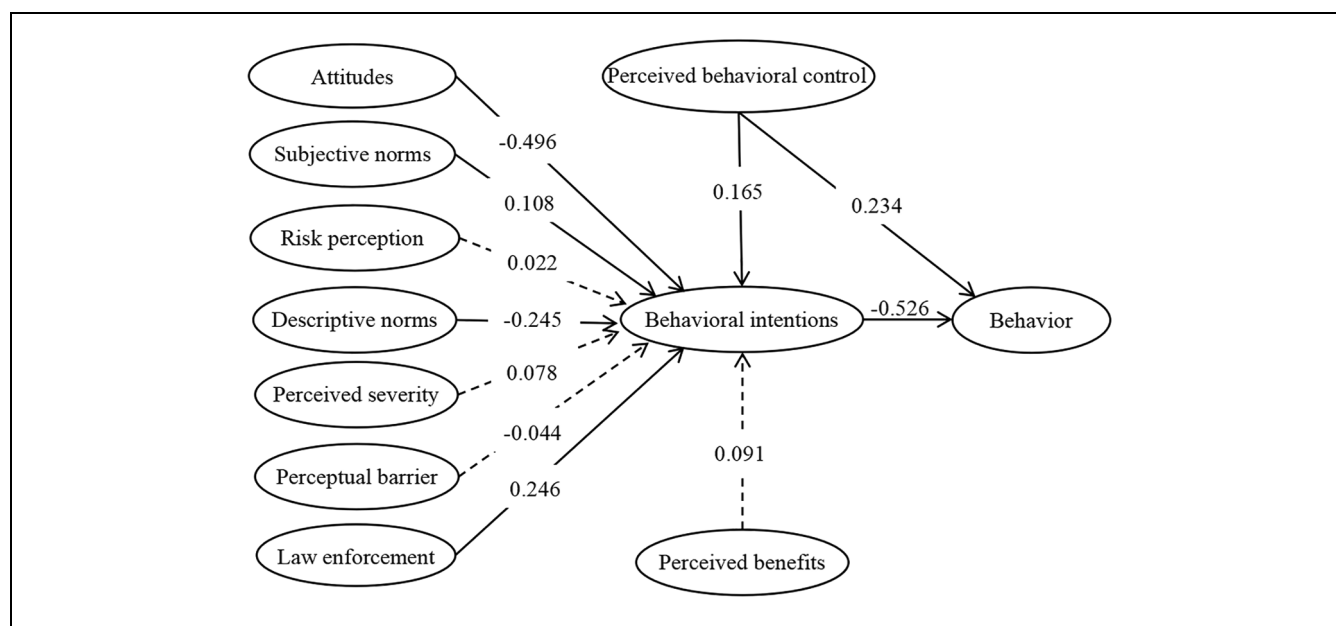 Attitudes
Perceived behavioral control
-0.496
Subjective norms
0.165
0.108
0.234
Risk perception
0.022
Descriptive norms
-0.245
Behavioral intentions
-0.526
Behavior
0.078
Perceived severity
-0.044
0.091
Perceptual barrier
0.246
Law enforcement
Perceived benefits